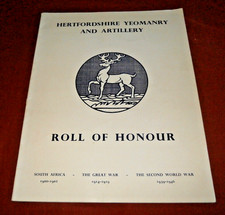 HERTFORDSHIRE YEOMANRY
AND ARTILLERY
ROLL OF HONOUR
SOUTH AFRICA - THE GREAT WAR - THE SECOND WORLD WAR